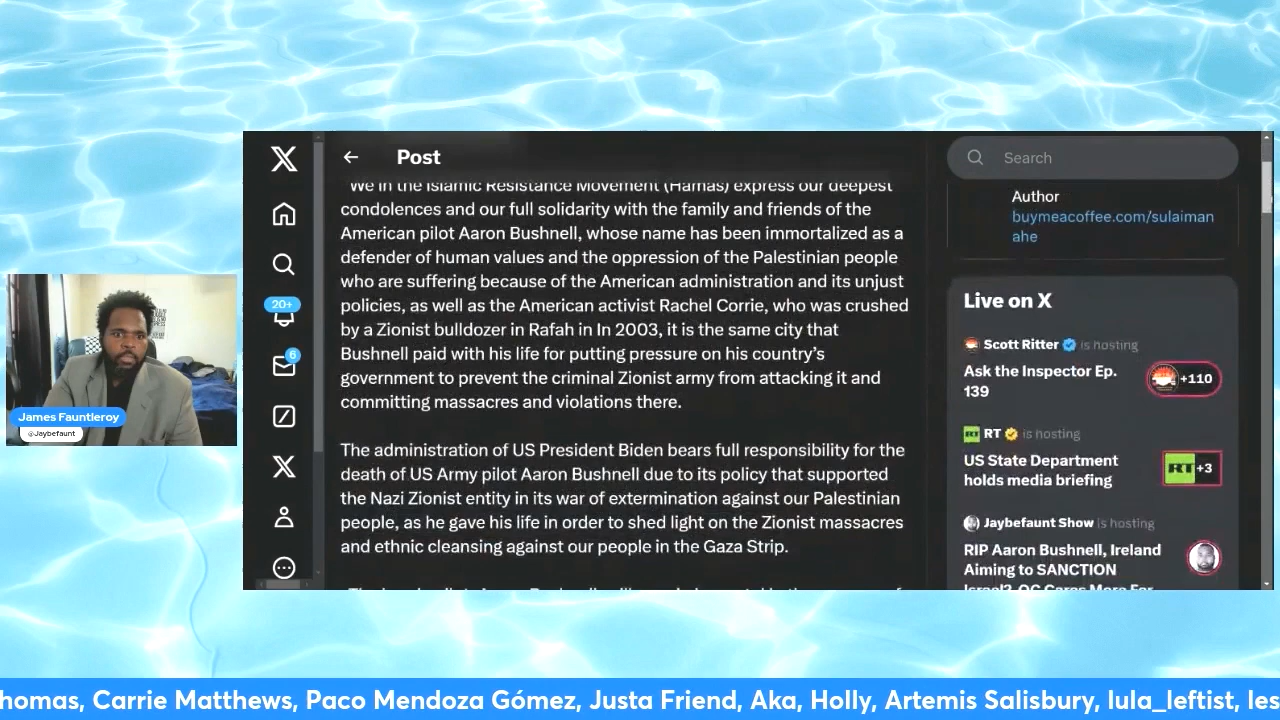 Post
"We in the Islamic Resistance Movement (Hamas) express our deepest
condolences and our full solidarity with the family and friends of the
American pilot Aaron Bushnell, whose name has been immortalized as a
defender of human values and the oppression of the Palestinian people
who are suffering because of the American administration and its unjust
policies, as well as the American activist Rachel Corrie, who was crushed
by a Zionist bulldozer in Rafah in In 2003, it is the same city that
Bushnell paid with his life for putting pressure on his country's
government to prevent the criminal Zionist army from attacking it and
committing massacres and violations there.
The administration of US President Biden bears full responsibility for the
death of US Army pilot Aaron Bushnell due to its policy that supported
the Nazi Zionist entity in its war of extermination against our Palestinian
people, as he gave his life in order to shed light on the Zionist massacres
and ethnic cleansing against our people in the Gaza Strip.
20+
6
Search
Author
buymeacoffee.com/sulaiman
ahe
Live on X
Scott Ritter is hosting
Ask the Inspector Ep.
139
+110
RT is hosting
US State Department
holds media briefing
RT +3
Jaybefaunt Show is hosting
RIP Aaron Bushnell, Ireland
Aiming to SANCTION
James Fauntleroy
@Jaybefaunt
homas, Carrie Matthews, Paco Mendoza Gómez, Justa Friend, Aka, Holly, Artemis Salisbury, lula_leftist, les